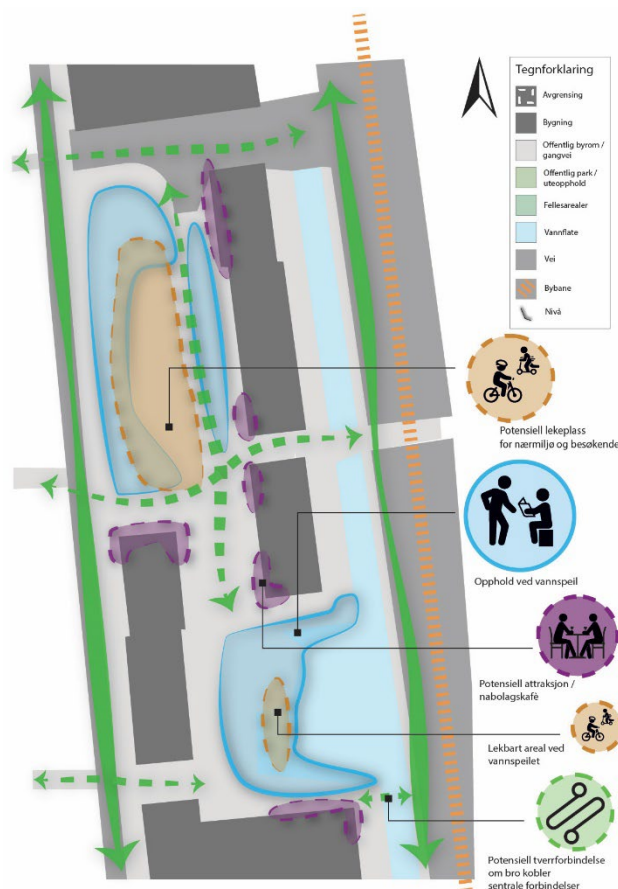 Tegnforklaring
Avgrensing
Bygning
Offentlig byrom /
gangvei
Offentlig park /
uteopphold
Fellesarealer
Vannflate
Vei
Bybane
Nivå
Potensiell lekeplass
for nærmiljø og besøkende
Opphold ved vannspeil
Potensiell attraksjon /
nabolagskafè
Lekbart areal ved
vannspeilet
Potensiell tverrforbindelse
om bro kobler
sentrale forbindelser